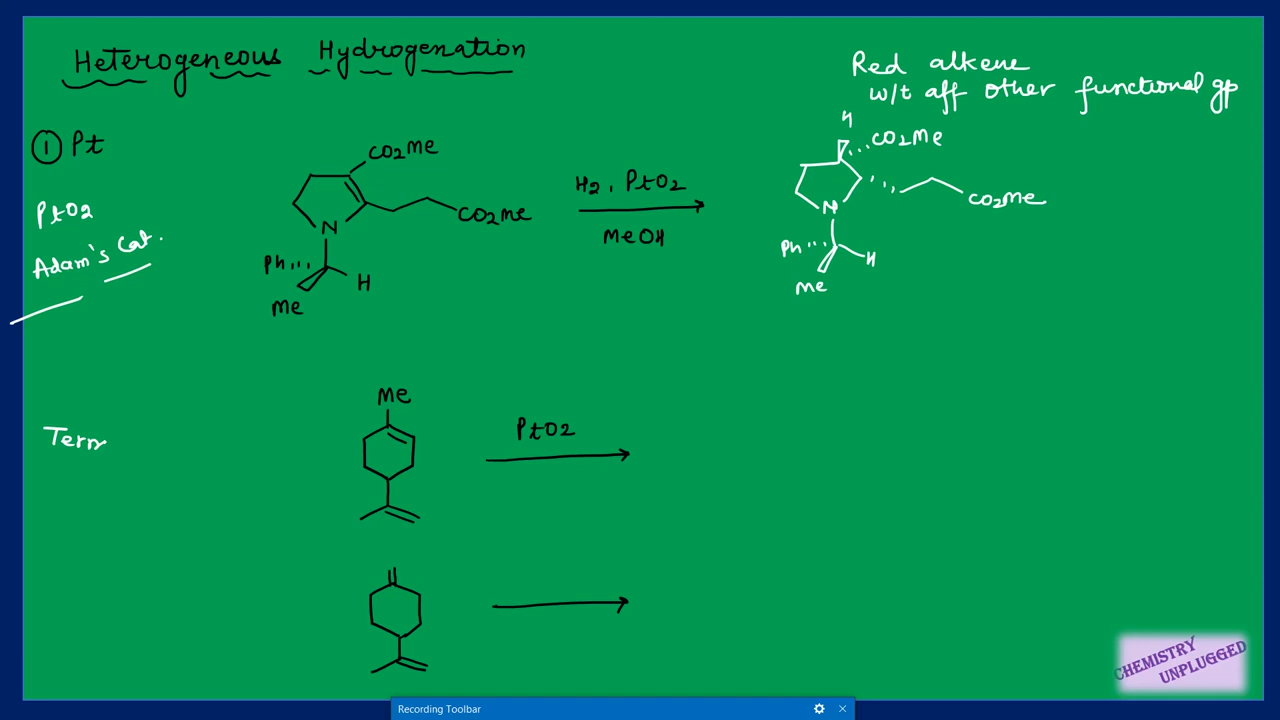 Heterogeneous Hydrogenation
Red alkene
w/t aff other functional gp
① Pt
PtO2
Adam's Cat.
CO2Me
CO2Me
N
Ph
H
Me
H2, PtO2
MeOH
H
CO2Me
CO2Me
N
Ph
H
Me
Term
Me
PtO2
CHEMISTRY
UNPLUGGED
Recording Toolbar